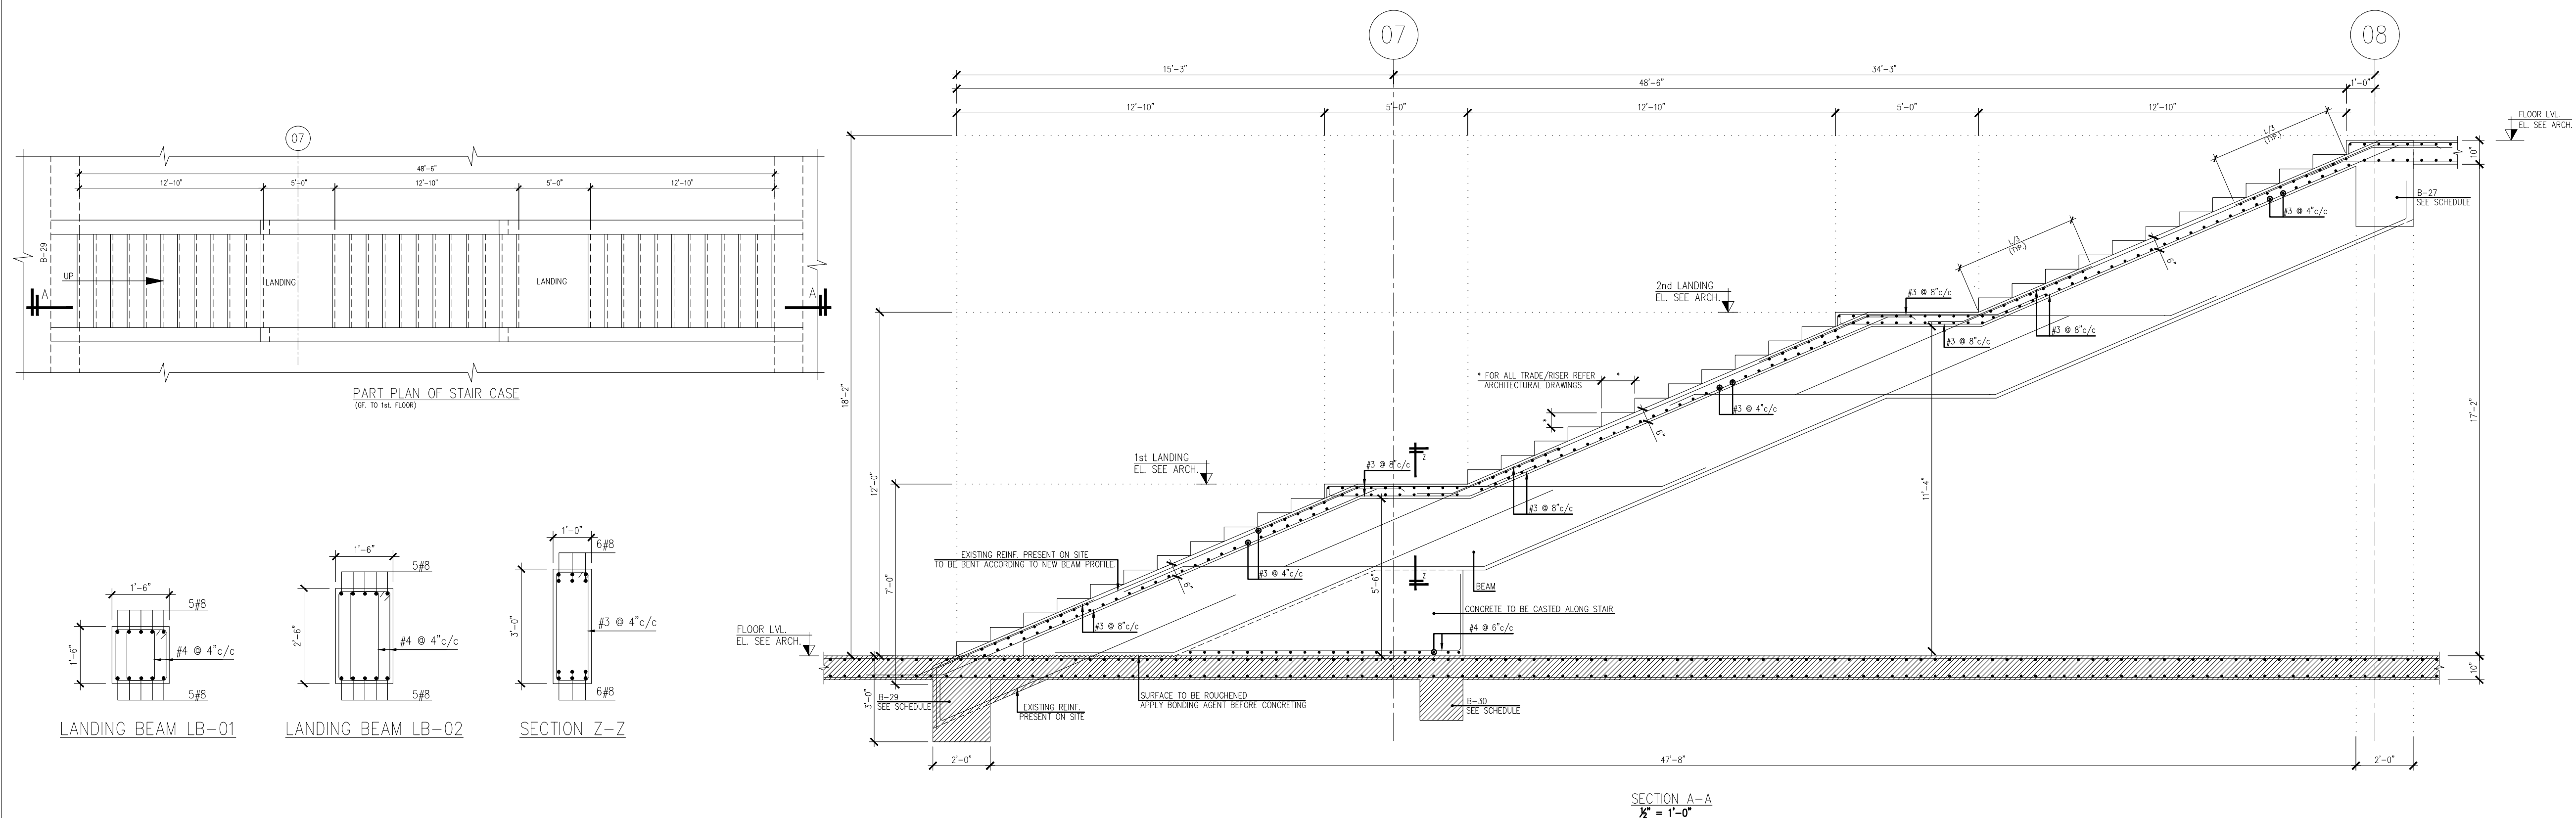 07
48'-6"
12'-10"
5'-0"
12'-10"
5'-0"
12'-10"
B-29
UP
LANDING
LANDING
A
A
PART PLAN OF STAIR CASE
(GF. TO 1st. FLOOR)
1'-6"
5#8
1'-6"
#4 @ 4"c/c
5#8
LANDING BEAM LB-01
1'-6"
5#8
2'-6"
#4 @ 4"c/c
5#8
LANDING BEAM LB-02
1'-0"
6#8
3'-0"
#3 @ 4"c/c
6#8
SECTION Z-Z
07
08
15'-3"
34'-3"
48'-6"
1'-0"
12'-10"
5'-0"
12'-10"
5'-0"
12'-10"
L/3
(TYP.)
FLOOR LVL.
EL. SEE ARCH.
10"
B-27
SEE SCHEDULE
#3 @ 4"c/c
L/3
(TYP.)
6"
2nd LANDING
EL. SEE ARCH.
#3 @ 8"c/c
#3 @ 8"c/c
#3 @ 8"c/c
* FOR ALL TRADE/RISER REFER
ARCHITECTURAL DRAWINGS
*
*
#3 @ 4"c/c
6"
18'-2"
12'-0"
7'-0"
17'-2"
11'-4"
1st LANDING
EL. SEE ARCH.
#3 @ 8"c/c
Z
#3 @ 8"c/c
EXISTING REINF. PRESENT ON SITE
TO BE BENT ACCORDING TO NEW BEAM PROFILE.
#3 @ 4"c/c
6"
5'-6"
Z
BEAM
CONCRETE TO BE CASTED ALONG STAIR
#4 @ 6"c/c
#3 @ 8"c/c
FLOOR LVL.
EL. SEE ARCH.
3'-0"
B-29
SEE SCHEDULE
EXISTING REINF.
PRESENT ON SITE
SURFACE TO BE ROUGHENED
APPLY BONDING AGENT BEFORE CONCRETING
B-30
SEE SCHEDULE
10"
2'-0"
47'-8"
2'-0"
SECTION A-A
½" = 1'-0"